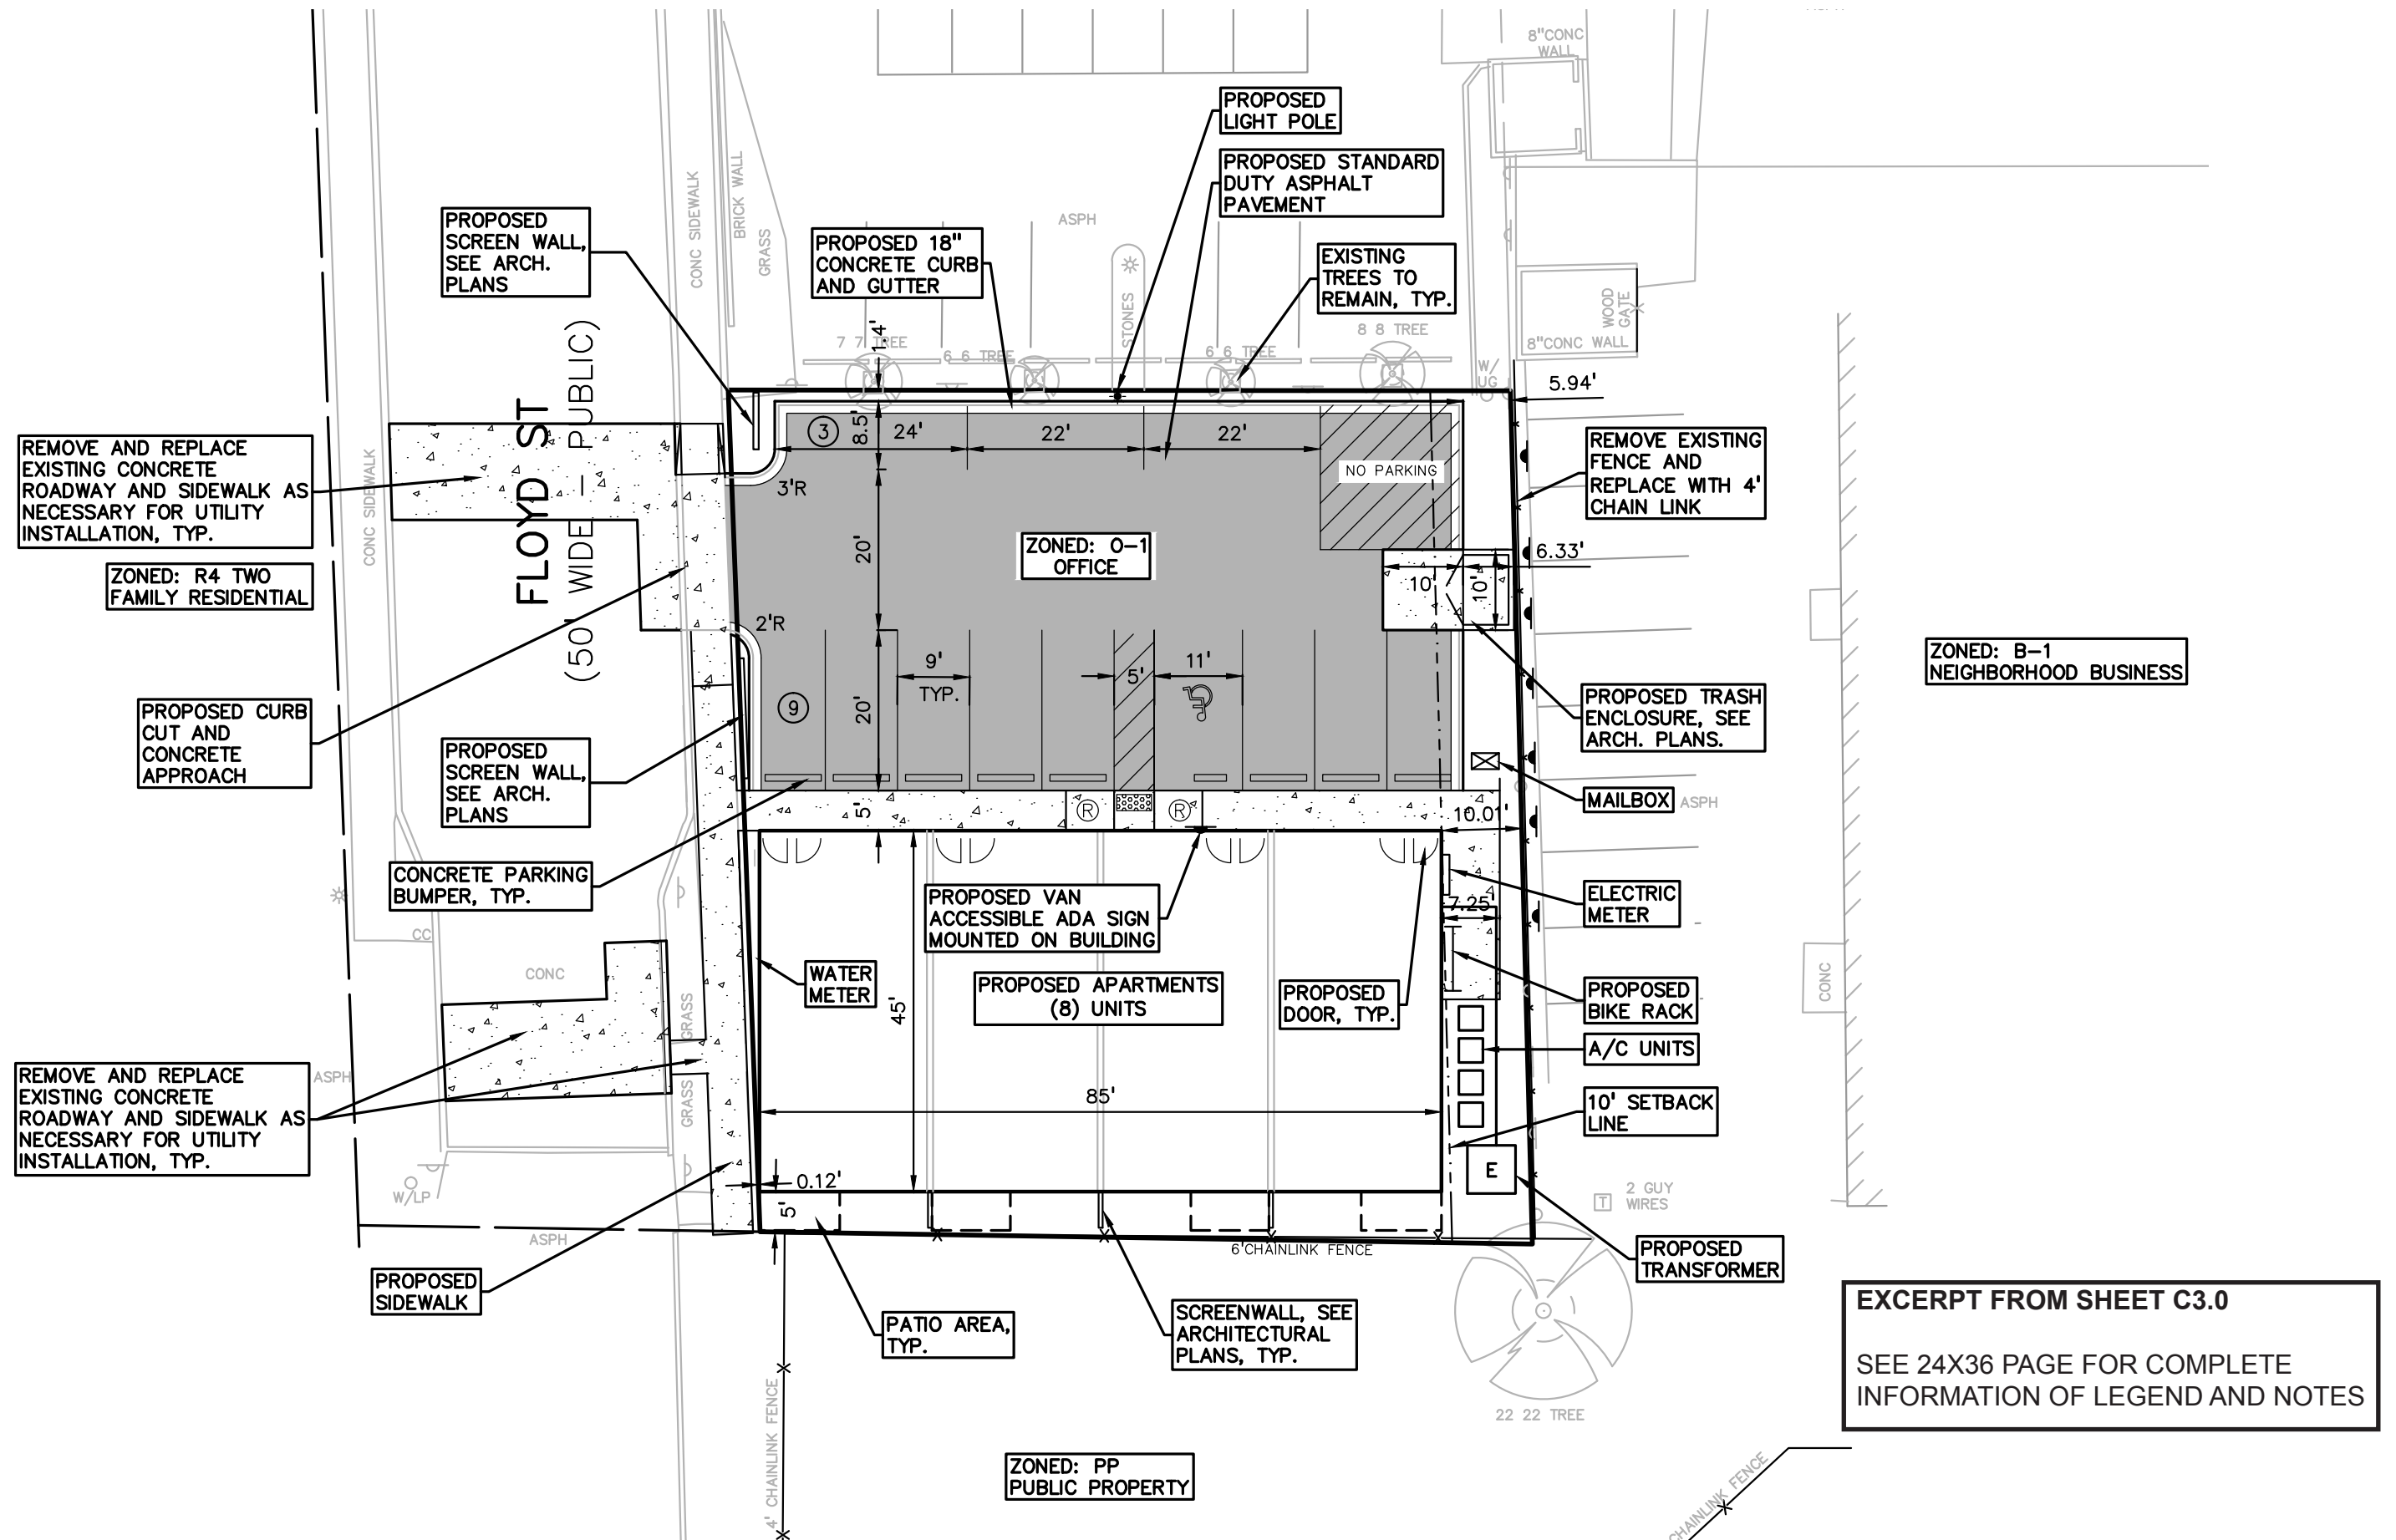 8"CONC
WALL
PROPOSED
LIGHT POLE
PROPOSED STANDARD
DUTY ASPHALT
PAVEMENT
CONC SIDEWALK
BRICK WALL
GRASS
ASPH
PROPOSED
SCREEN WALL,
SEE ARCH.
PLANS
PROPOSED 18"
CONCRETE CURB
AND GUTTER
EXISTING
TREES TO
REMAIN, TYP.
STONES
WOOD
GATE
8"CONC WALL
1.4'
7 7 TREE
6 6 TREE
6 6 TREE
8 8 TREE
W/
UG
5.94'
FLOYD ST
(50' WIDE – PUBLIC)
CONC SIDEWALK
REMOVE AND REPLACE
EXISTING CONCRETE
ROADWAY AND SIDEWALK AS
NECESSARY FOR UTILITY
INSTALLATION, TYP.
3
8.5'
24'
22'
22'
NO PARKING
REMOVE EXISTING
FENCE AND
REPLACE WITH 4'
CHAIN LINK
3'R
20'
ZONED: O-1
OFFICE
6.33'
10'
10'
ZONED: R4 TWO
FAMILY RESIDENTIAL
2'R
ZONED: B-1
NEIGHBORHOOD BUSINESS
9'
TYP.
5'
11'
9
20'
PROPOSED CURB
CUT AND
CONCRETE
APPROACH
PROPOSED
SCREEN WALL,
SEE ARCH.
PLANS
PROPOSED TRASH
ENCLOSURE, SEE
ARCH. PLANS.
MAILBOX
ASPH
5'
R
R
10.01'
CONCRETE PARKING
BUMPER, TYP.
PROPOSED VAN
ACCESSIBLE ADA SIGN
MOUNTED ON BUILDING
ELECTRIC
METER
7.25'
CC
CONC
WATER
METER
45'
PROPOSED APARTMENTS
(8) UNITS
PROPOSED
DOOR, TYP.
PROPOSED
BIKE RACK
CONC
GRASS
A/C UNITS
REMOVE AND REPLACE
EXISTING CONCRETE
ROADWAY AND SIDEWALK AS
NECESSARY FOR UTILITY
INSTALLATION, TYP.
ASPH
GRASS
85'
10' SETBACK
LINE
W/LP
0.12'
5'
E
T
2 GUY
WIRES
ASPH
6'CHAINLINK FENCE
PROPOSED
TRANSFORMER
PROPOSED
SIDEWALK
PATIO AREA,
TYP.
SCREENWALL, SEE
ARCHITECTURAL
PLANS, TYP.
EXCERPT FROM SHEET C3.0
SEE 24X36 PAGE FOR COMPLETE
INFORMATION OF LEGEND AND NOTES
22 22 TREE
4' CHAINLINK FENCE
ZONED: PP
PUBLIC PROPERTY
CHAINLINK FENCE